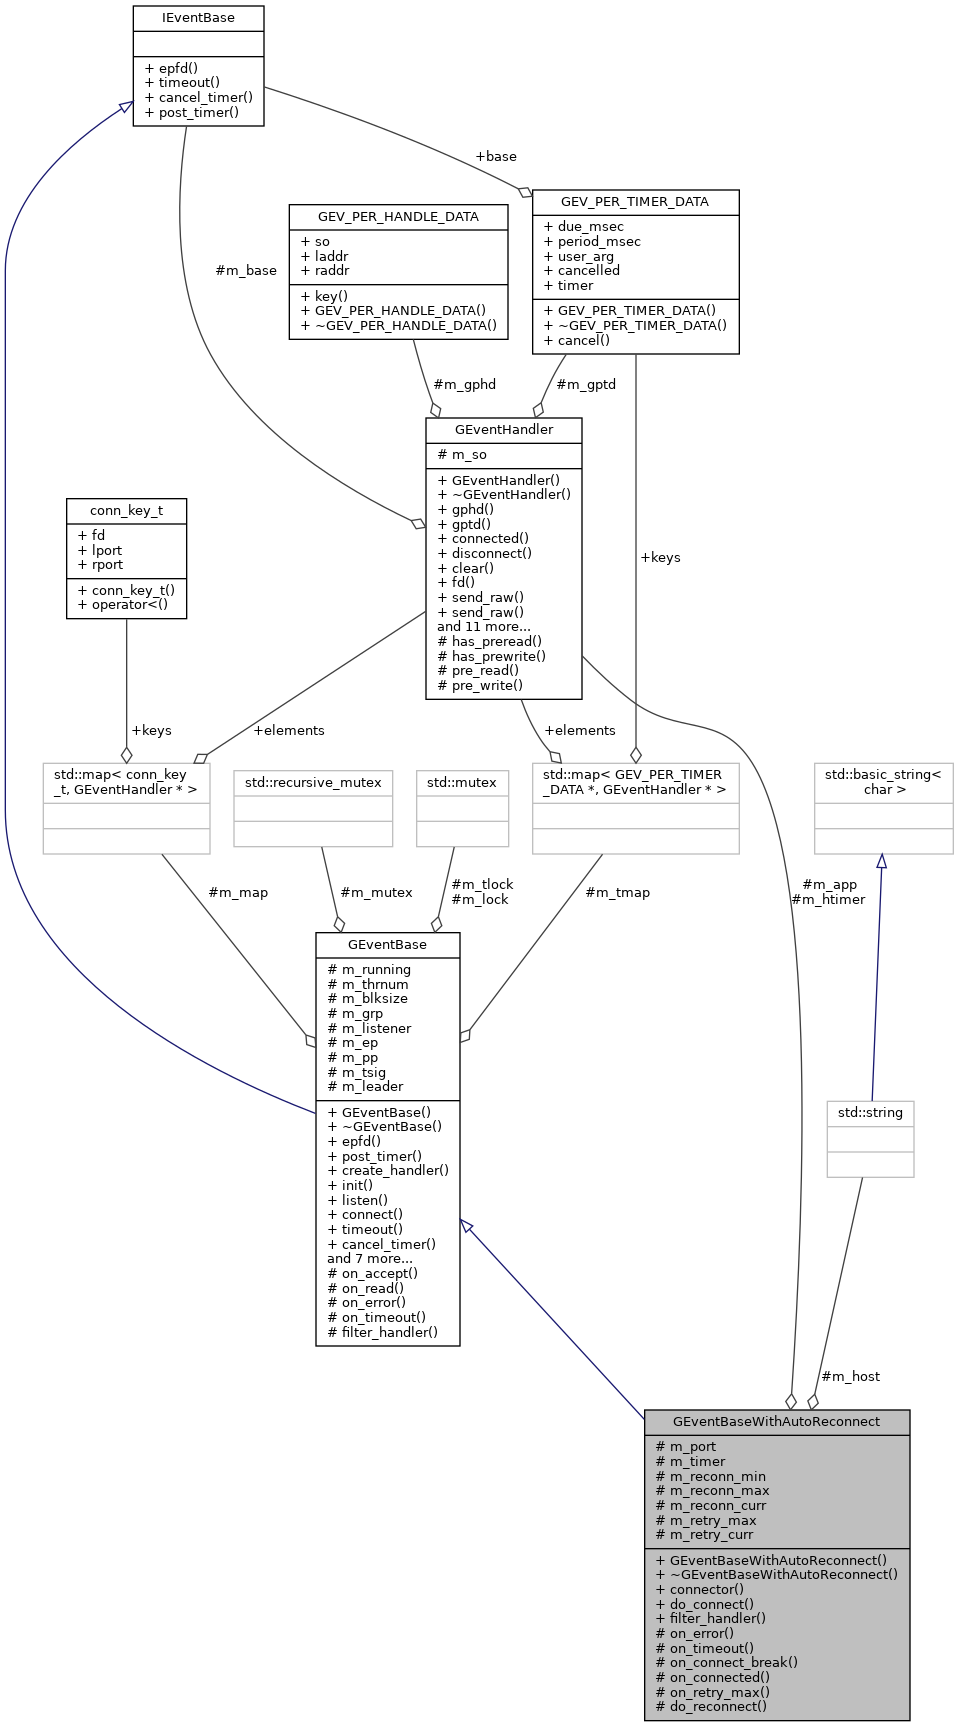 IEventBase
+ epfd()
+ timeout()
+ cancel_timer()
+ post_timer()
+base
GEV_PER_TIMER_DATA
+ due_msec
+ period_msec
+ user_arg
+ cancelled
+ timer
+ GEV_PER_TIMER_DATA()
+ ~GEV_PER_TIMER_DATA()
+ cancel()
GEV_PER_HANDLE_DATA
+ so
+ laddr
+ raddr
+ key()
+ GEV_PER_HANDLE_DATA()
+ ~GEV_PER_HANDLE_DATA()
#m_base
#m_gphd
#m_gptd
GEventHandler
# m_so
+ GEventHandler()
+ ~GEventHandler()
+ gphd()
+ gptd()
+ connected()
+ disconnect()
+ clear()
+ fd()
+ send_raw()
+ send_raw()
and 11 more...
# has_preread()
# has_prewrite()
# pre_read()
# pre_write()
conn_key_t
+ fd
+ lport
+ rport
+ conn_key_t()
+ operator<()
+keys
+keys
+elements
+elements
std::map< conn_key
_t, GEventHandler * >
std::recursive_mutex
std::mutex
std::map< GEV_PER_TIMER
_DATA *, GEventHandler * >
std::basic_string<
char >
#m_map
#m_mutex
#m_tlock
#m_lock
#m_tmap
#m_app
#m_htimer
GEventBase
# m_running
# m_thrnum
# m_blksize
# m_grp
# m_listener
# m_ep
# m_pp
# m_tsig
# m_leader
+ GEventBase()
+ ~GEventBase()
+ epfd()
+ post_timer()
+ create_handler()
+ init()
+ listen()
+ connect()
+ timeout()
+ cancel_timer()
and 7 more...
# on_accept()
# on_read()
# on_error()
# on_timeout()
# filter_handler()
std::string
#m_host
GEventBaseWithAutoReconnect
# m_port
# m_timer
# m_reconn_min
# m_reconn_max
# m_reconn_curr
# m_retry_max
# m_retry_curr
+ GEventBaseWithAutoReconnect()
+ ~GEventBaseWithAutoReconnect()
+ connector()
+ do_connect()
+ filter_handler()
# on_error()
# on_timeout()
# on_connect_break()
# on_connected()
# on_retry_max()
# do_reconnect()